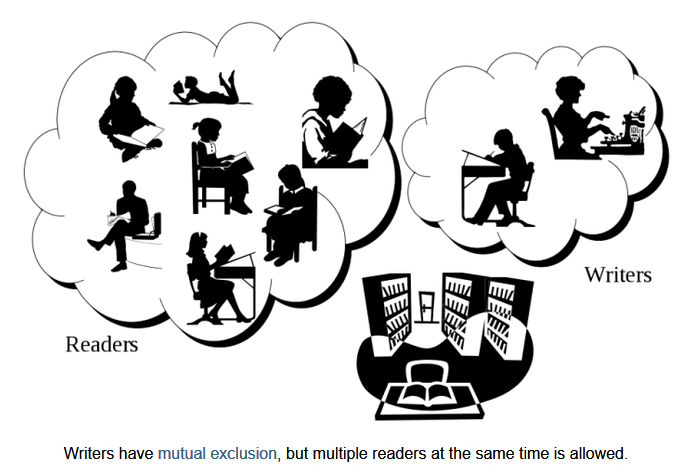 Writers
Readers
Writers have mutual exclusion, but multiple readers at the same time is allowed.